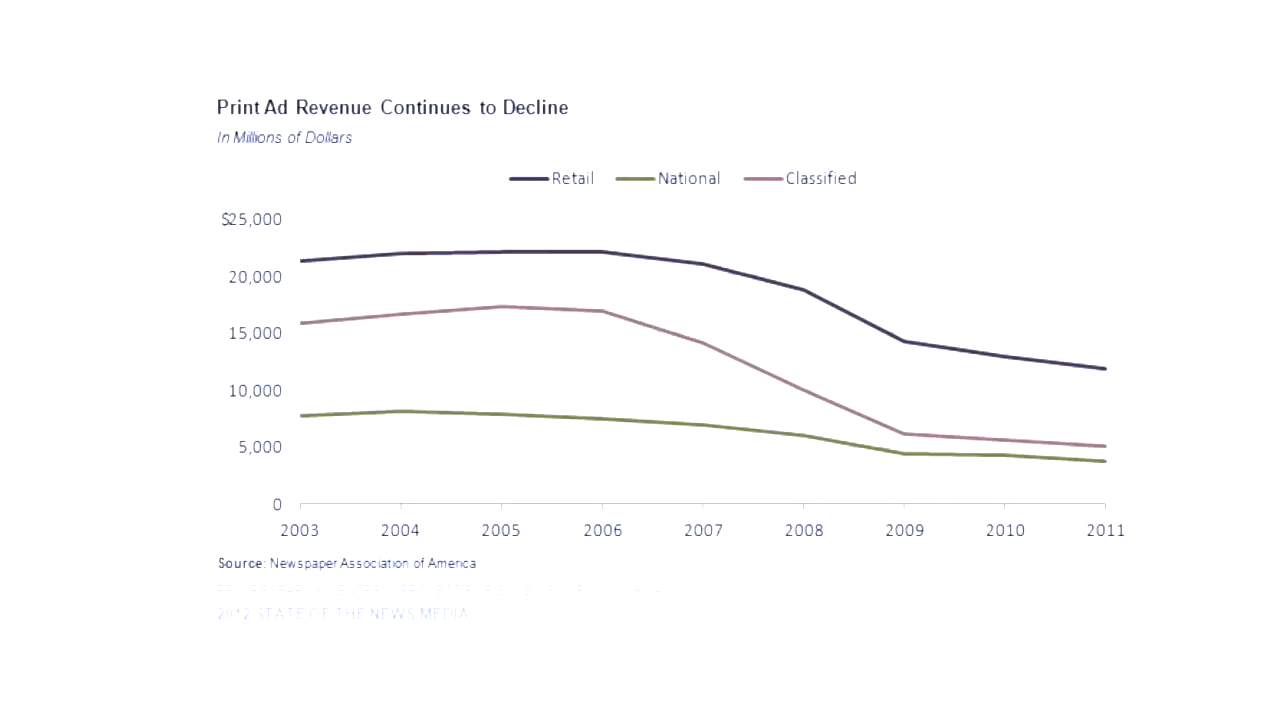 Print Ad Revenue Continues to Decline
In Millions of Dollars
Retail National Classified
$25,000
20,000
15,000
10,000
5,000
0
2003 2004 2005 2006 2007 2008 2009 2010 2011
Source: Newspaper Association of America
2012 STATE OF THE NEWS MEDIA